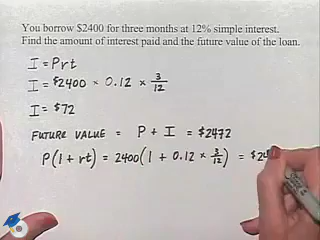 You borrow $2400 for three months at 12% simple interest.
Find the amount of interest paid and the future value of the loan.
I = Prt
I = $2400 × 0.12 × 3/12
I = $72
FUTURE VALUE = P + I = $2472
P(1 + rt) = 2400(1 + 0.12 × 3/12) = $24